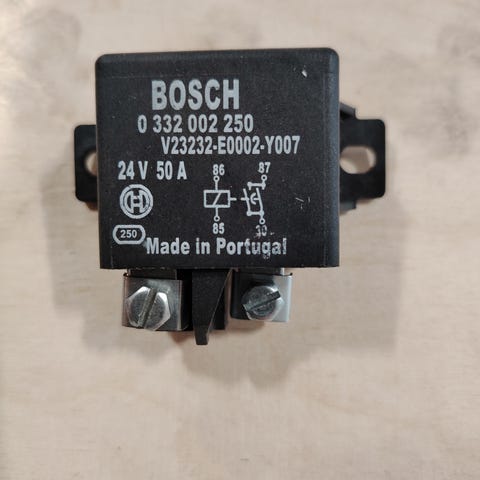 BOSCH
0 332 002 250
V23232-E0002-Y007
24 V 50 A
86 87
85 30
250
Made in Portugal